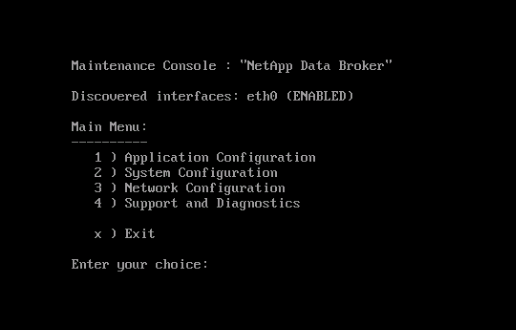 Maintenance Console : "NetApp Data Broker"
Discovered interfaces: eth0 (ENABLED)
Main Menu:
----------
1 ) Application Configuration
2 ) System Configuration
3 ) Network Configuration
4 ) Support and Diagnostics
x ) Exit
Enter your choice: